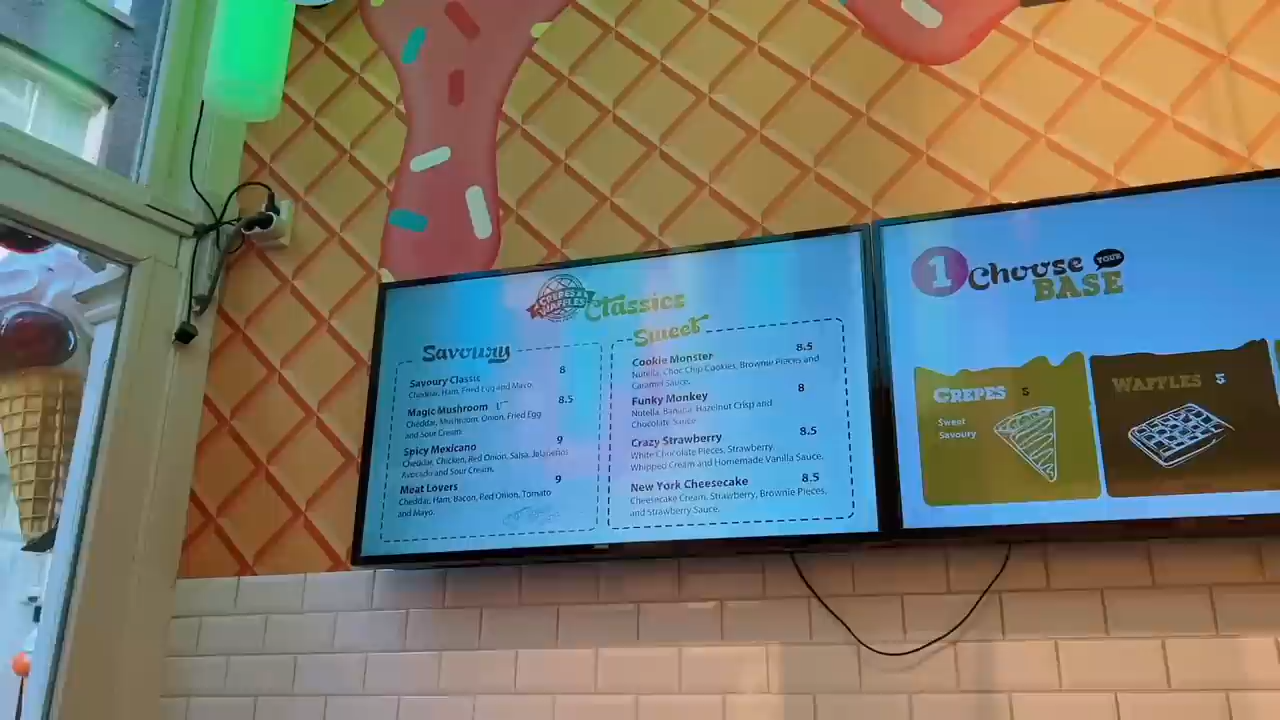 CREPES &
WAFFLES
Classics
Savoury
Savoury Classic 8
Cheddar, Ham, Fried Egg and Mayo.
Magic Mushroom 8.5
Cheddar, Mushroom, Onion, Fried Egg
and Sour Cream.
Spicy Mexicano 9
Cheddar, Chicken, Red Onion, Salsa, Jalapeños
Avocado and Sour Cream.
Meat Lovers 9
Cheddar, Ham, Bacon, Red Onion, Tomato
and Mayo.
Sweet
Cookie Monster 8.5
Nutella, Choc Chip Cookies, Brownie Pieces and
Caramel Sauce.
Funky Monkey 8
Nutella, Banana, Hazelnut Crisp and
Chocolate Sauce
Crazy Strawberry 8.5
White Chocolate Pieces, Strawberry,
Whipped Cream and Homemade Vanilla Sauce.
New York Cheesecake 8.5
Cheesecake Cream, Strawberry, Brownie Pieces,
and Strawberry Sauce.
1 Choose YOUR
BASE
CREPES 5
Sweet
Savoury
WAFFLES 5